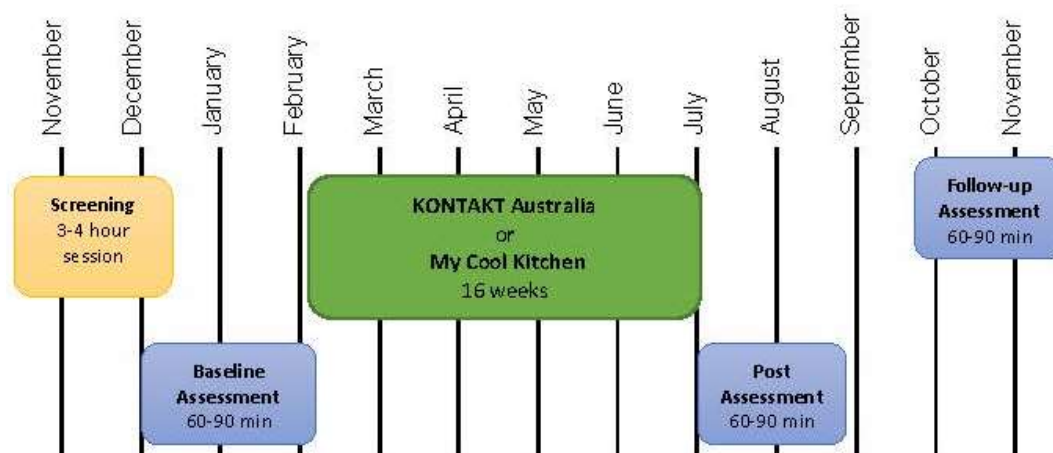 November
December
January
February
March
April
May
June
July
August
September
October
November
Screening
3-4 hour
session
KONTAKT Australia
or
My Cool Kitchen
16 weeks
Follow-up
Assessment
60-90 min
Baseline
Assessment
60-90 min
Post
Assessment
60-90 min